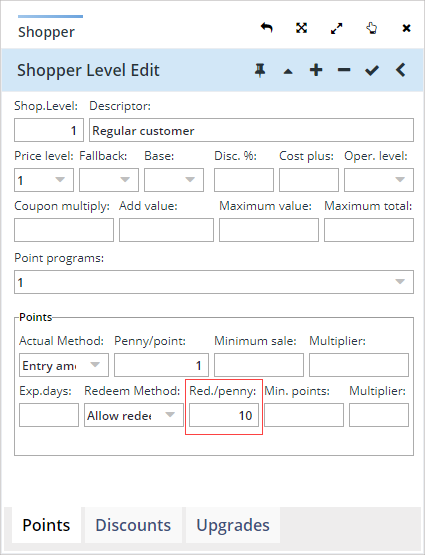 Shopper
Shopper Level Edit
Shop.Level: Descriptor:
1 Regular customer
Price level: Fallback: Base: Disc. %: Cost plus: Oper. level:
1
Coupon multiply: Add value: Maximum value: Maximum total:
Point programs:
1
Points
Actual Method: Penny/point: Minimum sale: Multiplier:
Entry am 1
Exp.days: Redeem Method: Red./penny: Min. points: Multiplier:
Allow redee 10
Points Discounts Upgrades